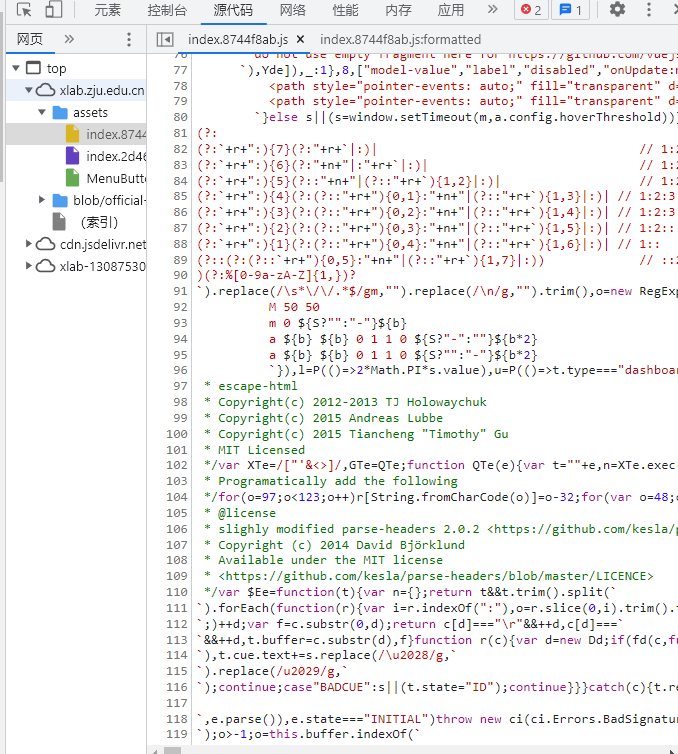 元素 控制台 源代码 网络 性能 内存 应用 » 2 1
网页 » index.8744f8ab.js × index.8744f8ab.js:formatted
top
xlab.zju.edu.cn
assets
index.8744
index.2d46
MenuButto
blob/official-
（索引）
cdn.jsdelivr.net
xlab-13087530
76 do not use empty fragment here for https://github.com/vuej
77 `),Yde]),_:1},8,["model-value","label","disabled","onUpdate:m
78 <path style="pointer-events: auto;" fill="transparent" d=
79 <path style="pointer-events: auto;" fill="transparent" d=
80 `}else s||(s=window.setTimeout(m,a.config.hoverThreshold))}
81 (?:
82 (?:`+r+":){7}(?:"+r+`|:)| // 1:2
83 (?:`+r+":){6}(?:"+n+"|:"+r+`|:)| // 1:2
84 (?:`+r+":){5}(?::"+n+"|(?::"+r+`){1,2}|:)| // 1:2
85 (?:`+r+":){4}(?:(?::"+r+"){0,1}:"+n+"|(?::"+r+`){1,3}|:)| // 1:2:3
86 (?:`+r+":){3}(?:(?::"+r+"){0,2}:"+n+"|(?::"+r+`){1,4}|:)| // 1:2:3
87 (?:`+r+":){2}(?:(?::"+r+"){0,3}:"+n+"|(?::"+r+`){1,5}|:)| // 1:2::
88 (?:`+r+":){1}(?:(?::"+r+"){0,4}:"+n+"|(?::"+r+`){1,6}|:)| // 1::
89 (?::(?:(?::`+r+"){0,5}:"+n+"|(?::"+r+`){1,7}|:)) // ::2
90 )(?:%[0-9a-zA-Z]{1,})?
91 `).replace(/\s*\/\/.*$/gm,"").replace(/\n/g,"").trim(),o=new RegExp
92 M 50 50
93 m 0 ${S?"":"-"}${b}
94 a ${b} ${b} 0 1 1 0 ${S?"-":""}${b*2}
95 a ${b} ${b} 0 1 1 0 ${S?"":"-"}${b*2}
96 `}),l=P(()=>2*Math.PI*s.value),u=P(()=>t.type==="dashboa
97 * escape-html
98 * Copyright(c) 2012-2013 TJ Holowaychuk
99 * Copyright(c) 2015 Andreas Lubbe
100 * Copyright(c) 2015 Tiancheng "Timothy" Gu
101 * MIT Licensed
102 */var XTe=/["'&<>]/,GTe=QTe;function QTe(e){var t=""+e,n=XTe.exec
103 * Programatically add the following
104 */for(o=97;o<123;o++)r[String.fromCharCode(o)]=o-32;for(var o=48;
105 * @license
106 * slighly modified parse-headers 2.0.2 <https://github.com/kesla/p
107 * Copyright (c) 2014 David Björklund
108 * Available under the MIT license
109 * <https://github.com/kesla/parse-headers/blob/master/LICENCE>
110 */var $Ee=function(t){var n={};return t&&t.trim().split(`
111 `).forEach(function(r){var i=r.indexOf(":"),o=r.slice(0,i).trim().t
112 `;)++d;var f=c.substr(0,d);return c[d]==="\r"&&++d,c[d]===`
113 `&&++d,t.buffer=c.substr(d),f}function r(c){var d=new Dd;if(fd(c,fu
114 `),t.cue.text+=s.replace(/\u2028/g,`
115 `).replace(/u2029/g,`
116 `);continue;case"BADCUE":s||(t.state="ID");continue}}}catch(c){t.re
117
118 `,e.parse()),e.state==="INITIAL")throw new ci(ci.Errors.BadSignatur
119 `);o>-1;o=this.buffer.indexOf(`